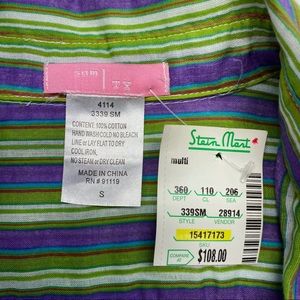 4114
3339 SM
CONTENT: 100% COTTON
HAND WASH COLD NO BLEACH
LINE or LAY FLAT TO DRY
COOL IRON,
NO STEAM or DRY CLEAN
MADE IN CHINA
RN # 91119
S
Stein Mart
multi
360 110 206
DEPT CL SEA
339SM 28914
STYLE VENDOR
15417173
SKU
COMPARE AT $108.00